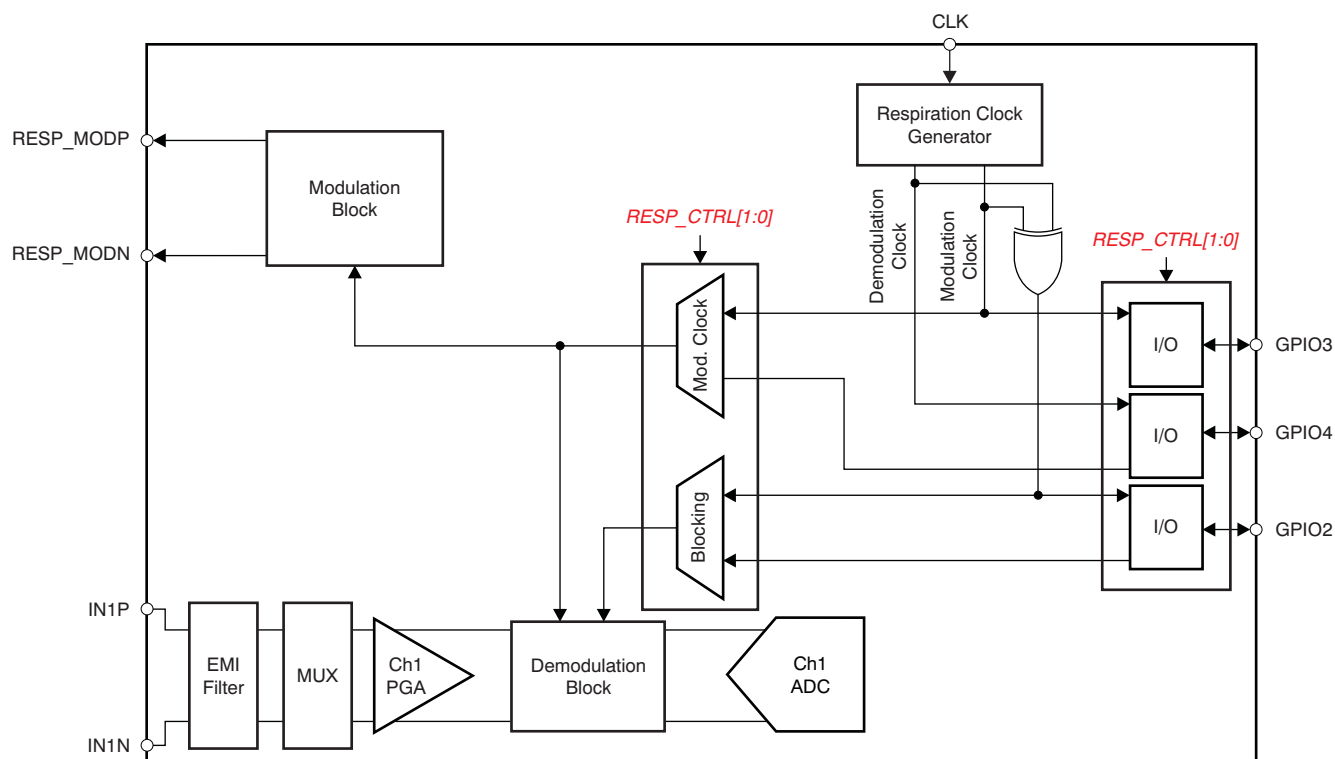 CLK
Respiration Clock
Generator
RESP_MODP
Modulation
Block
RESP_MODN
Demodulation
Clock
Modulation
Clock
RESP_CTRL[1:0]
RESP_CTRL[1:0]
Mod. Clock
I/O
GPIO3
I/O
GPIO4
Blocking
I/O
GPIO2
IN1P
EMI
Filter
MUX
Ch1
PGA
Demodulation
Block
Ch1
ADC
IN1N